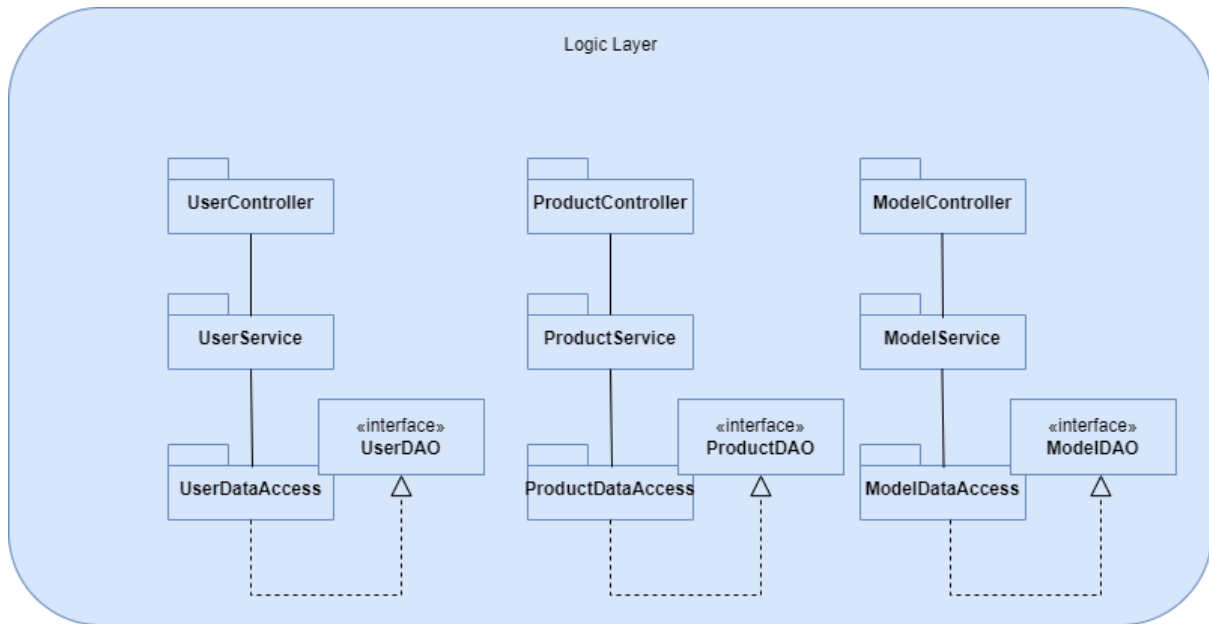 Logic Layer
UserController
ProductController
ModelController
UserService
ProductService
ModelService
«interface»
UserDAO
«interface»
ProductDAO
«interface»
ModelDAO
UserDataAccess
ProductDataAccess
ModelDataAccess